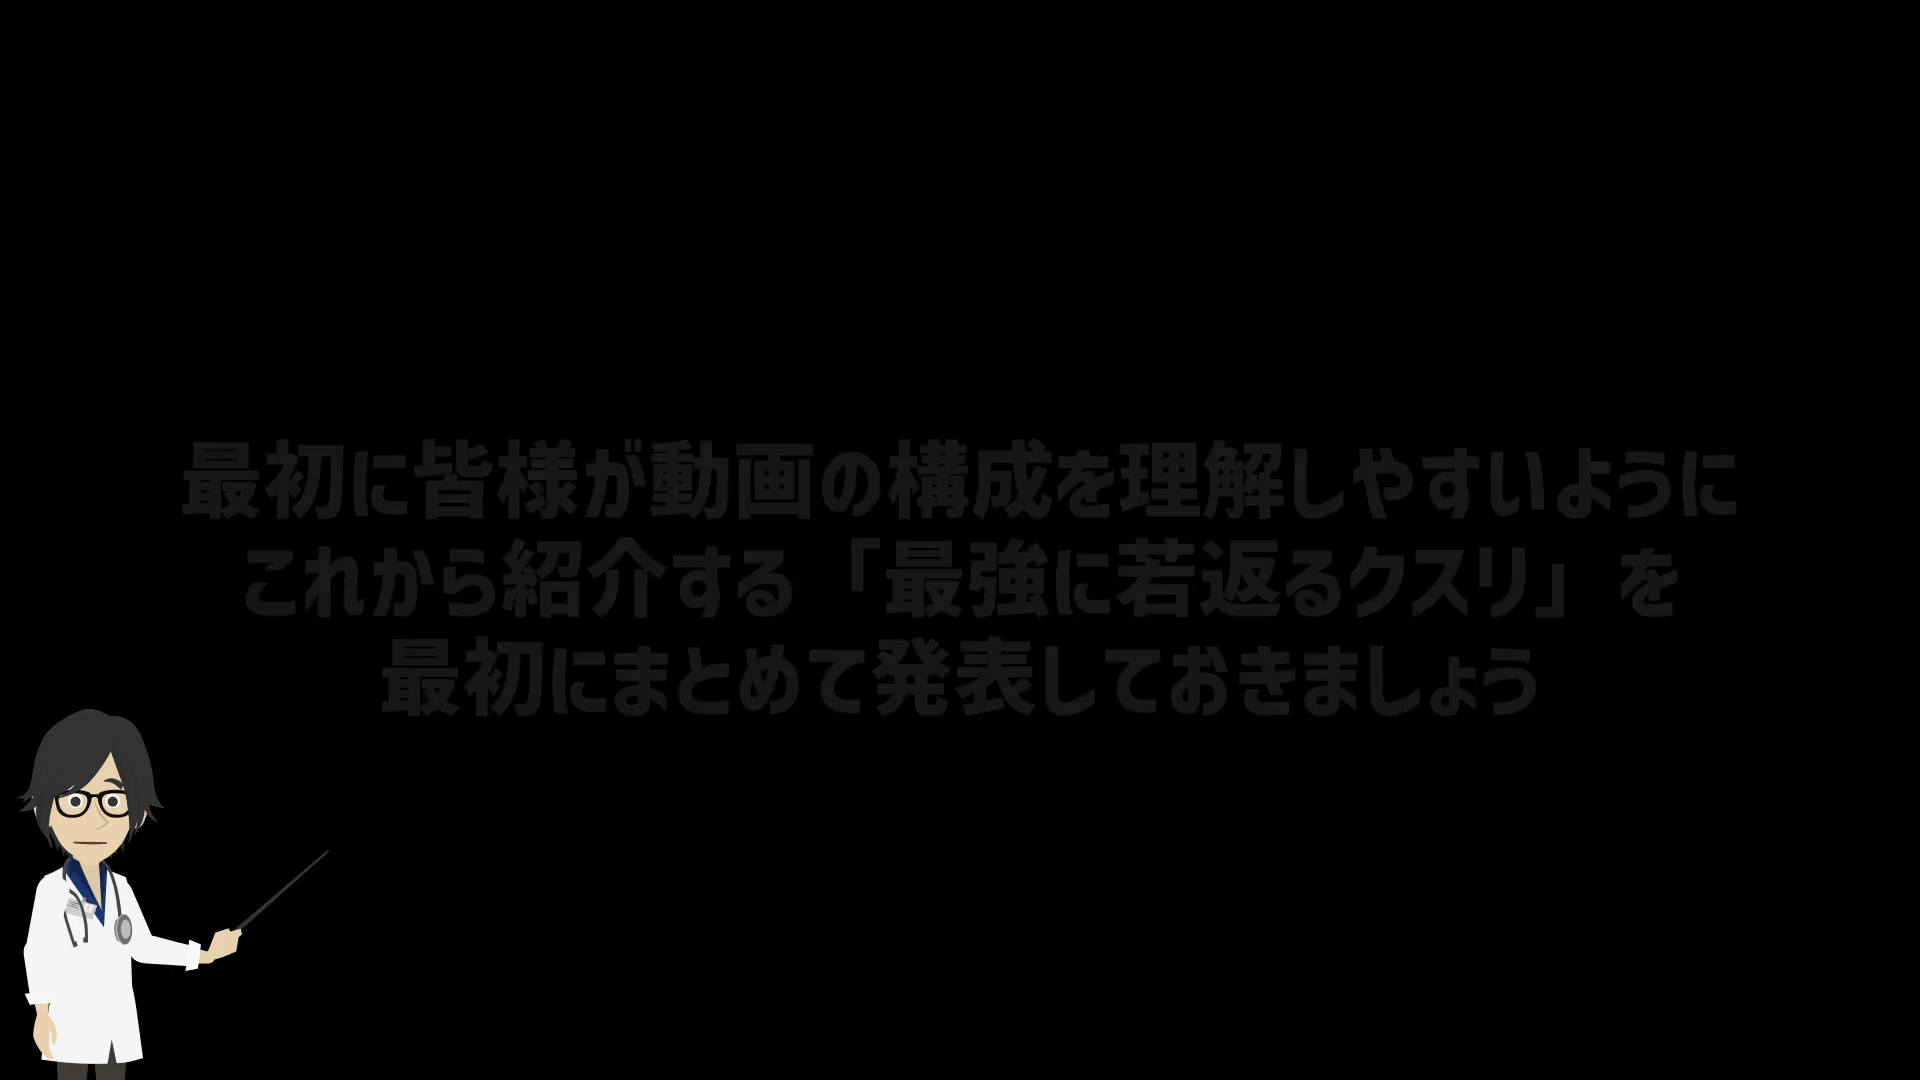 最初に皆様が動画の構成を理解しやすいように
これから紹介する「最強に若返るクスリ」を
最初にまとめて発表しておきましょう